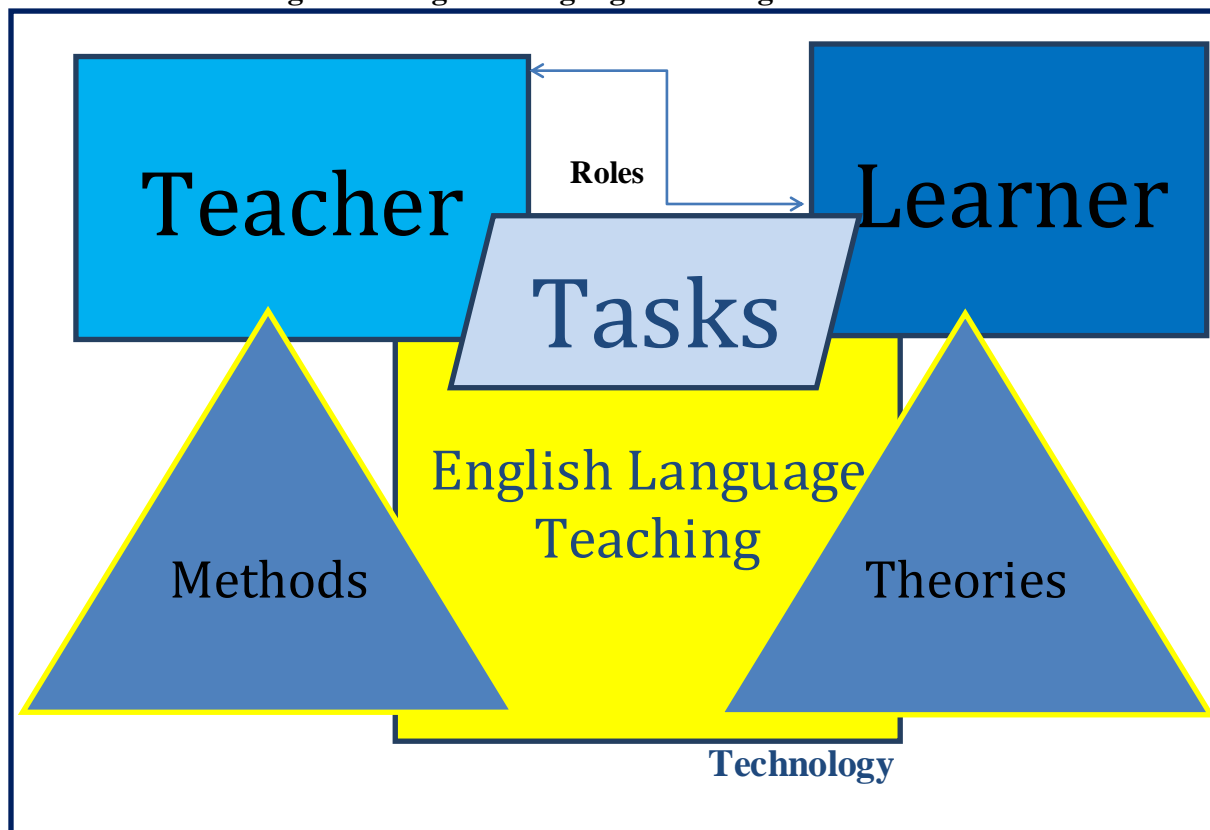 Teacher
Learner
Roles
Tasks
English Language
Teaching
Methods
Theories
Technology